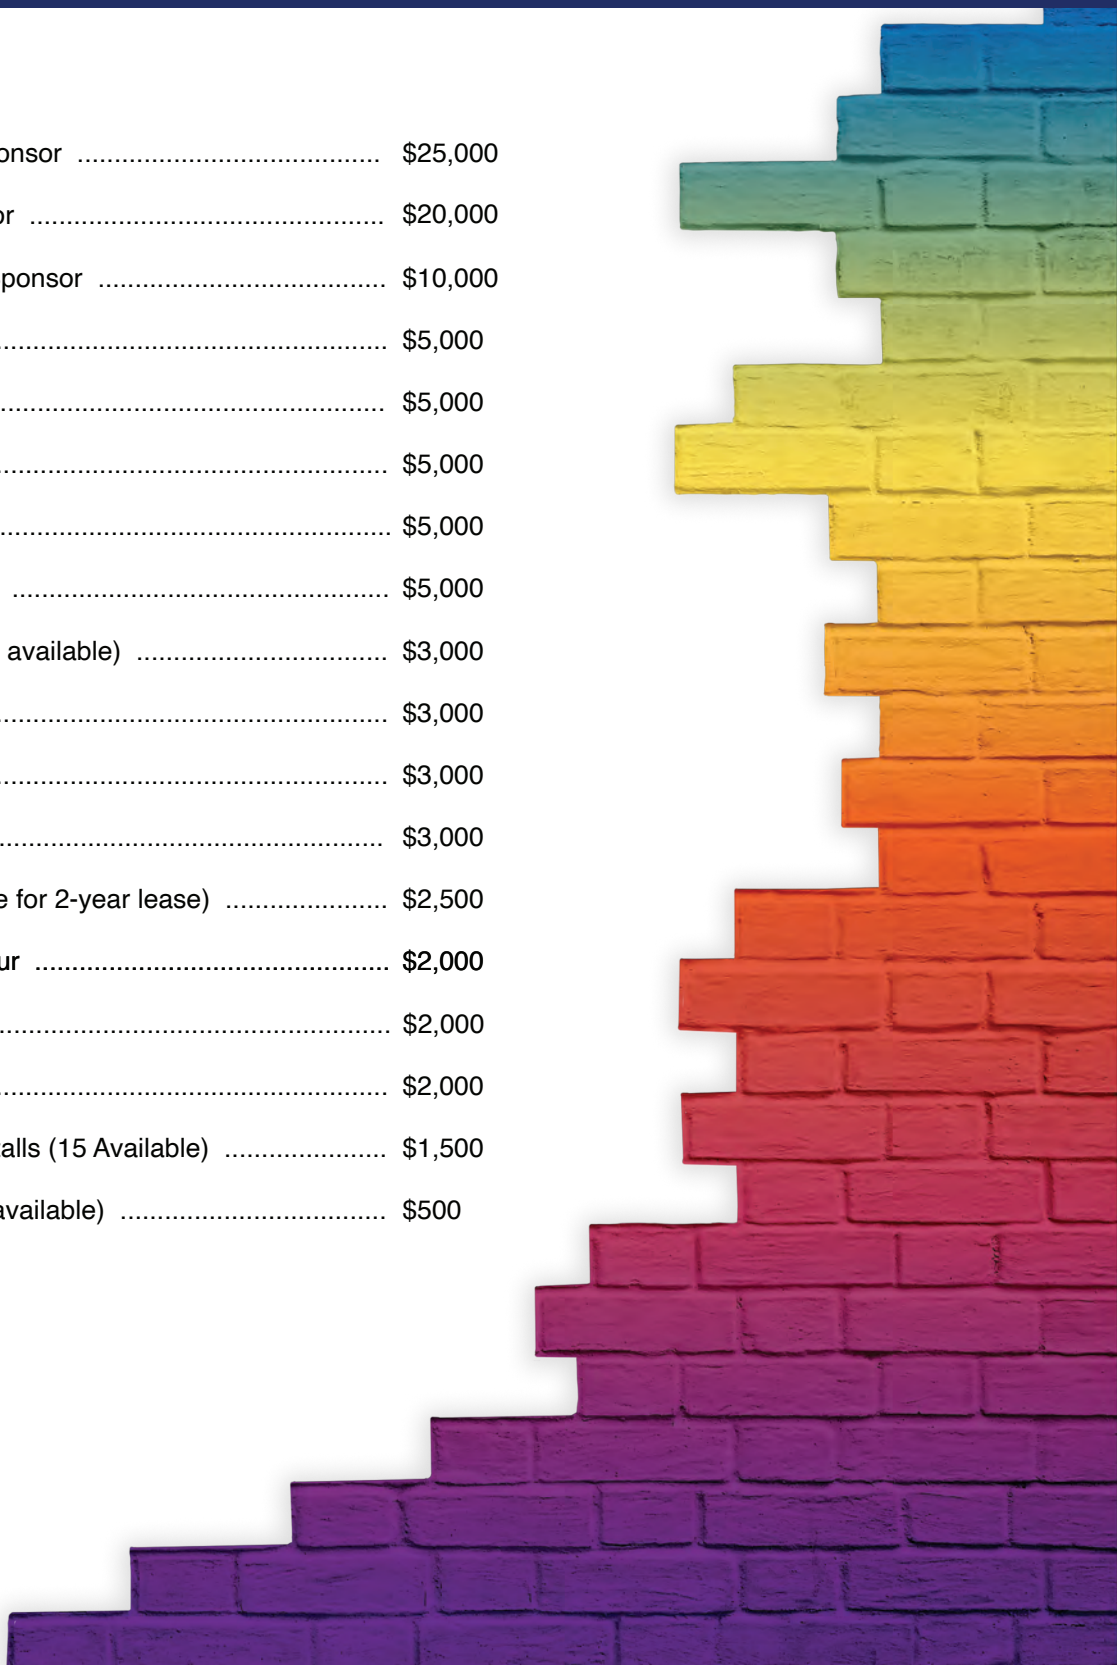 onsor ......................................... $25,000
or ................................................ $20,000
ponsor ....................................... $10,000
.................................................... $5,000
.................................................... $5,000
.................................................... $5,000
..................................................... $5,000
................................................... $5,000
available) .................................. $3,000
.................................................... $3,000
.................................................... $3,000
.................................................... $3,000
e for 2-year lease) ...................... $2,500
ur ................................................ $2,000
..................................................... $2,000
.................................................... $2,000
talls (15 Available) ...................... $1,500
available) .................................... $500